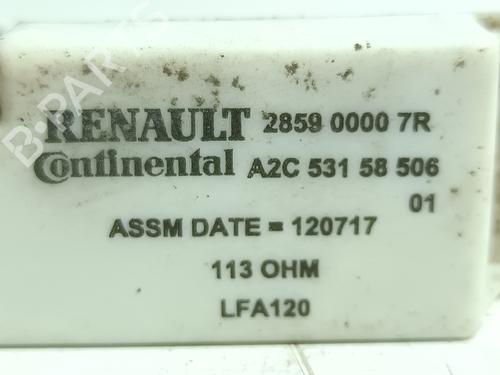 RENAULT 2859 0000 7R
Continental A2C 531 58 506
01
ASSM DATE = 120717
113 OHM
LFA120
B-PARTS